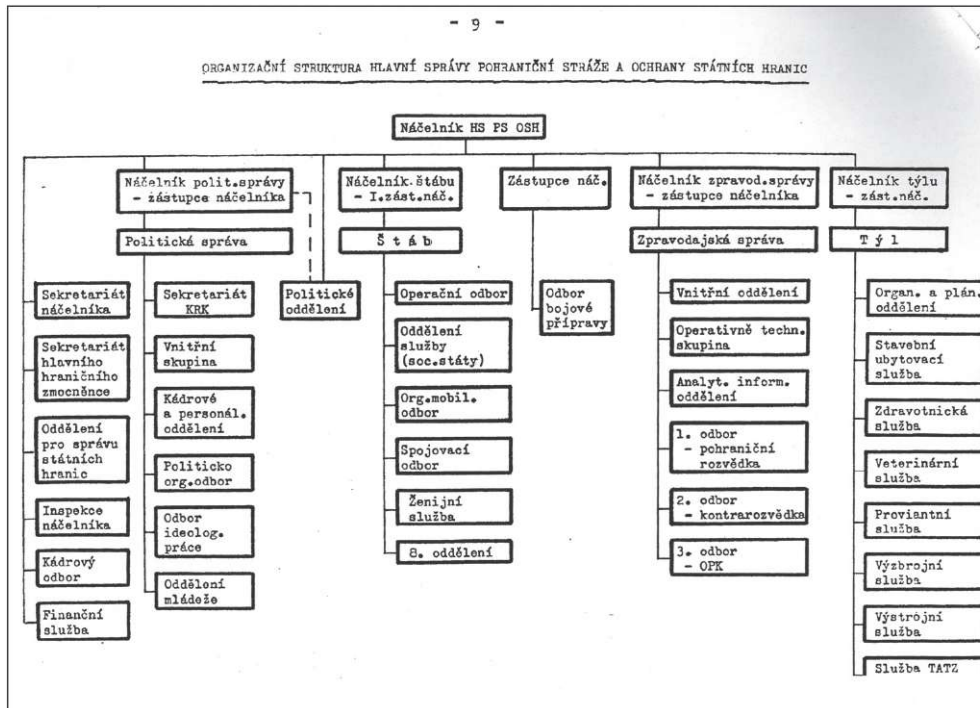 - 9 -
ORGANIZAČNÍ STRUKTURA HLAVNÍ SPRÁVY POHRANIČNÍ STRÁŽE A OCHRANY STÁTNÍCH HRANIC
Náčelník HS PS OSH
Náčelník polit.správy
- zástupce náčelníka
Náčelník štábu
- I.zást.náč.
Zástupce náč.
Náčelník zpravod.správy
- zástupce náčelníka
Náčelník týlu
- zást.náč.
Politická správa
Š t á b
Zpravodajská správa
T ý l
Sekretariát
náčelníka
Sekretariát
hlavního
hraničního
zmocněnce
Oddělení
pro správu
státních
hranic
Inspekce
náčelníka
Kádrový
odbor
Finanční
služba
Sekretariát
KRK
Vnitřní
skupina
Kádrové
a personál.
oddělení
Politicko
org.odbor
Odbor
ideolog.
práce
Oddělení
mládeže
Politické
oddělení
Operační odbor
Oddělení
služby
(soc.státy)
Org.mobil.
odbor
Spojovací
odbor
Ženijní
služba
8. oddělení
Odbor
bojové
přípravy
Vnitřní oddělení
Operativně techn.
skupina
Analyt. inform.
oddělení
1. odbor
- pohraniční
rozvědka
2. odbor
- kontrarozvědka
3. odbor
- OPK
Organ. a plán.
oddělení
Stavební
ubytovací
služba
Zdravotnická
služba
Veterinární
služba
Proviantní
služba
Výzbrojní
služba
Výstrojní
služba
Služba TATZ